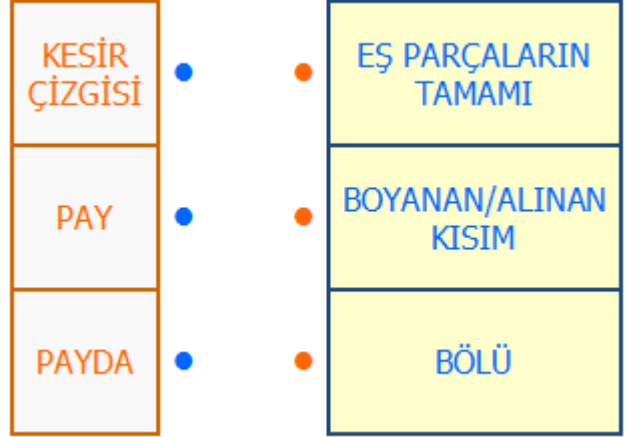 KESİR
ÇİZGİSİ
EŞ PARÇALARIN
TAMAMI
PAY
BOYANAN/ALINAN
KISIM
PAYDA
BÖLÜ